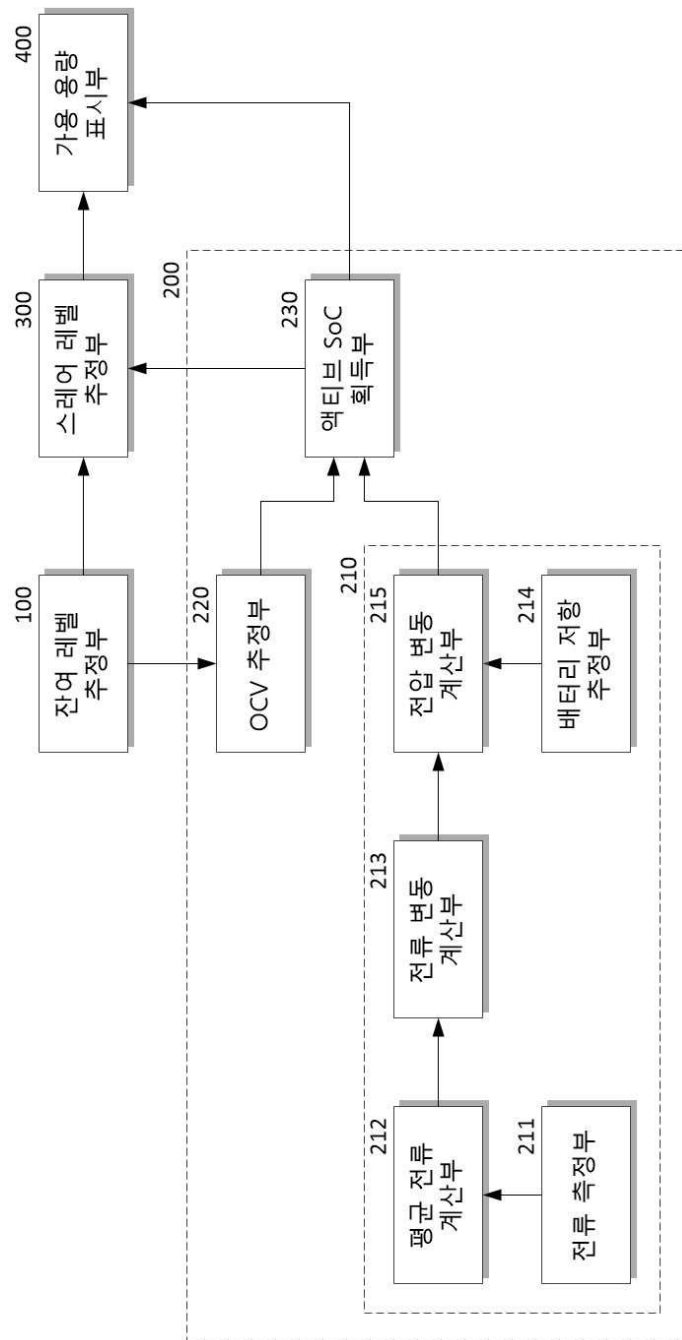 100
잔여 레벨
추정부
300
스레어 레벨
추정부
400
가용 용량
표시부
200
220
OCV 추정부
230
액티브 SoC
획득부
210
212
평균 전류
계산부
213
전류 변동
계산부
215
전압 변동
계산부
211
전류 측정부
214
배터리 저항
추정부